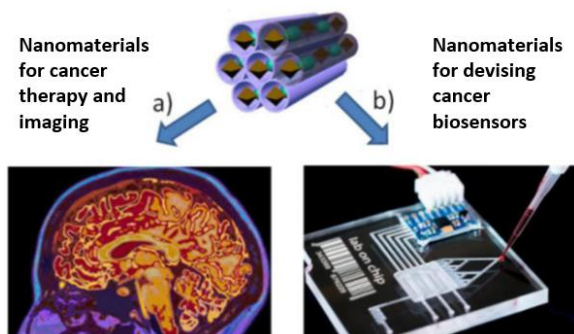 Nanomaterials
for cancer
therapy and
imaging
a)
b)
Nanomaterials
for devising
cancer
biosensors
lab on chip